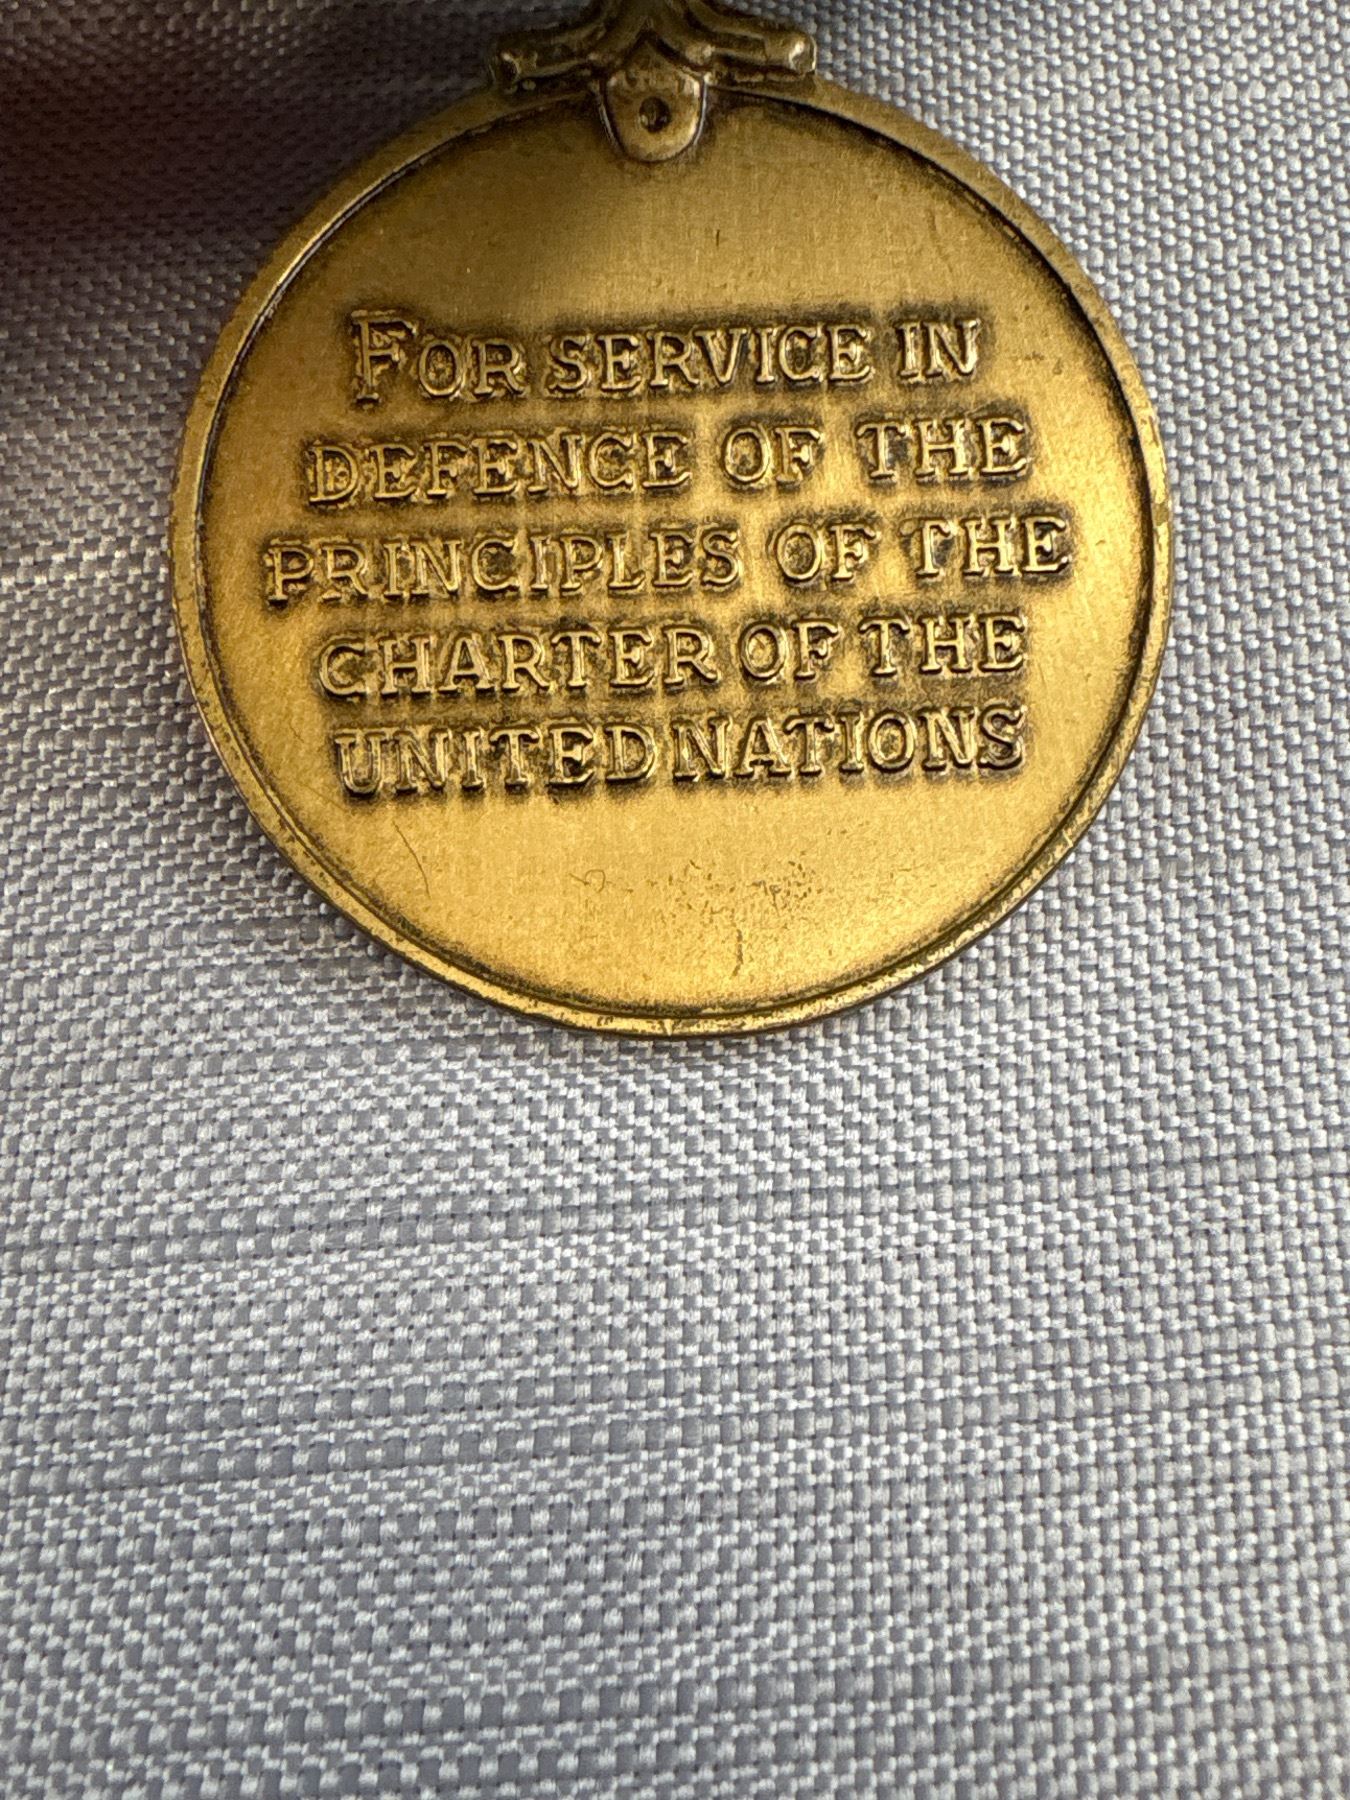 FOR SERVICE IN
DEFENCE OF THE
PRINCIPLES OF THE
CHARTER OF THE
UNITED NATIONS